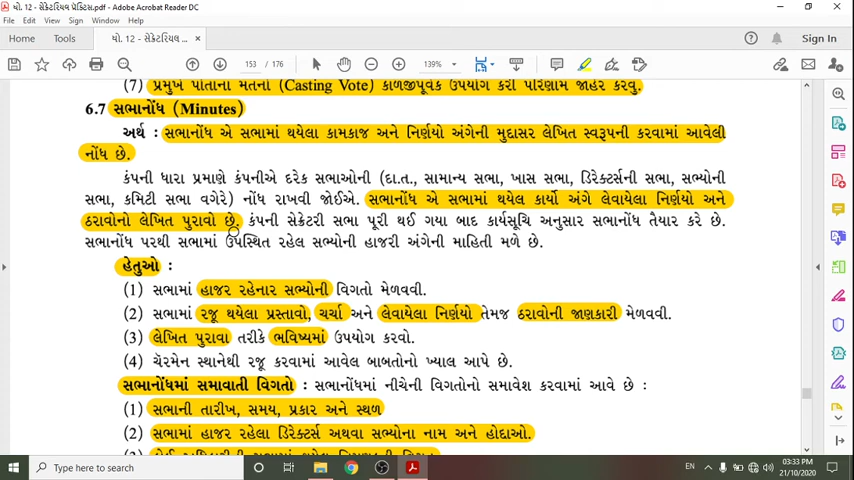 ધો. 12 - સેક્રેટરિયલ પ્રેક્ટિસ.pdf - Adobe Acrobat Reader DC
File Edit View Sign Window Help
Home Tools ધો. 12 - સેક્રેટરિયલ ... × Sign In
153 / 176 139%
(7) પ્રમુખે પોતાના મતનો (Casting Vote) કાળજીપૂર્વક ઉપયોગ કરી પરિણામ જાહેર કરવું.
6.7 સભાનોંધ (Minutes)
અર્થ : સભાનોંધ એ સભામાં થયેલા કામકાજ અને નિર્ણયો અંગેની મુદ્દાસર લેખિત સ્વરૂપની કરવામાં આવેલી
નોંધ છે.
કંપની ધારા પ્રમાણે કંપનીએ દરેક સભાઓની (દા.ત., સામાન્ય સભા, ખાસ સભા, ડિરેક્ટર્સની સભા, સભ્યોની
સભા, કમિટી સભા વગેરે) નોંધ રાખવી જોઈએ. સભાનોંધ એ સભામાં થયેલ કાર્યો અંગે લેવાયેલા નિર્ણયો અને
ઠરાવોનો લેખિત પુરાવો છે. કંપની સેક્રેટરી સભા પૂરી થઈ ગયા બાદ કાર્યસૂચિ અનુસાર સભાનોંધ તૈયાર કરે છે.
સભાનોંધ પરથી સભામાં ઉપસ્થિત રહેલ સભ્યોની હાજરી અંગેની માહિતી મળે છે.
હેતુઓ :
(1) સભામાં હાજર રહેનાર સભ્યોની વિગતો મેળવવી.
(2) સભામાં રજૂ થયેલા પ્રસ્તાવો, ચર્ચા અને લેવાયેલા નિર્ણયો તેમજ ઠરાવોની જાણકારી મેળવવી.
(3) લેખિત પુરાવા તરીકે ભવિષ્યમાં ઉપયોગ કરવો.
(4) ચેરમેન સ્થાનેથી રજૂ કરવામાં આવેલ બાબતોનો ખ્યાલ આપે છે.
સભાનોંધમાં સમાવાતી વિગતો : સભાનોંધમાં નીચેની વિગતોનો સમાવેશ કરવામાં આવે છે :
(1) સભાની તારીખ, સમય, પ્રકાર અને સ્થળ
(2) સભામાં હાજર રહેલા ડિરેક્ટર્સ અથવા સભ્યોના નામ અને હોદાઓ.
Type here to search EN 03:33 PM
21/10/2020